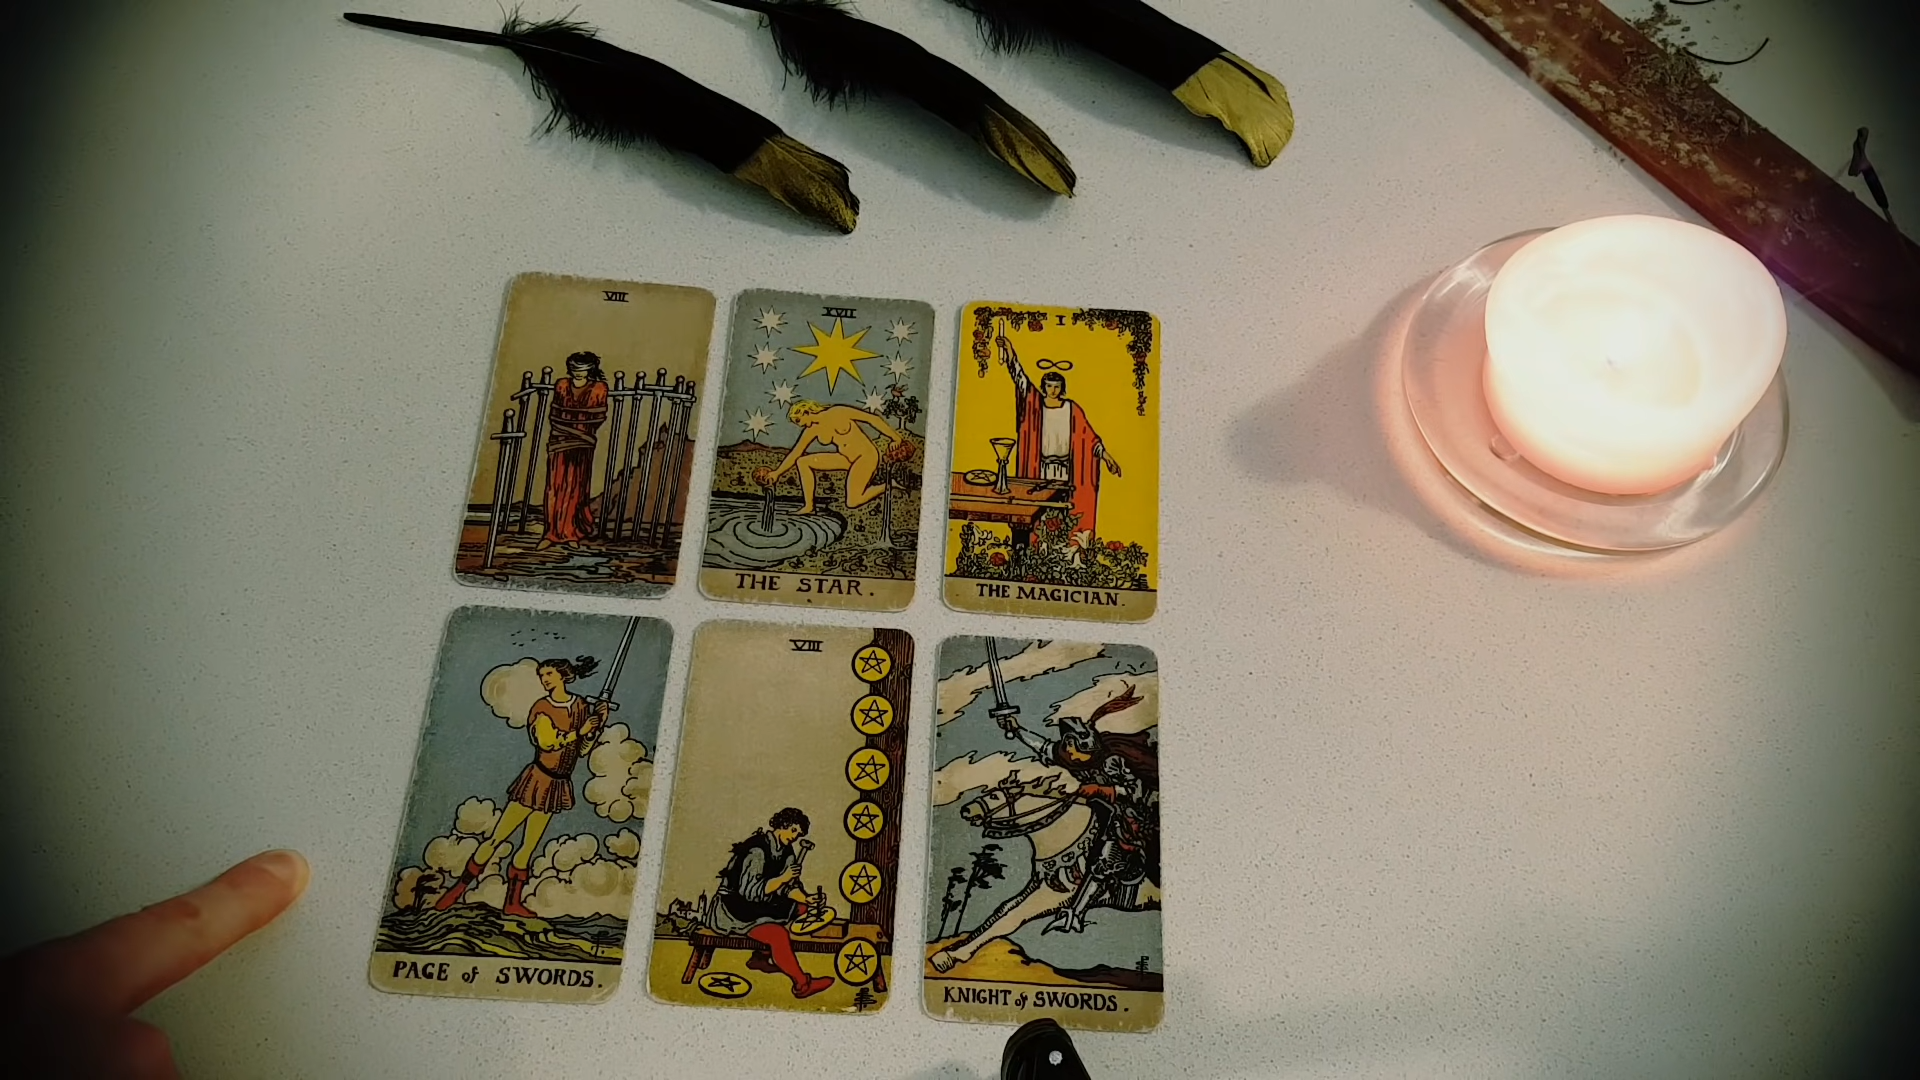 VIII
XVII
I
THE STAR.
THE MAGICIAN.
VIII
PAGE of SWORDS.
KNIGHT of SWORDS.